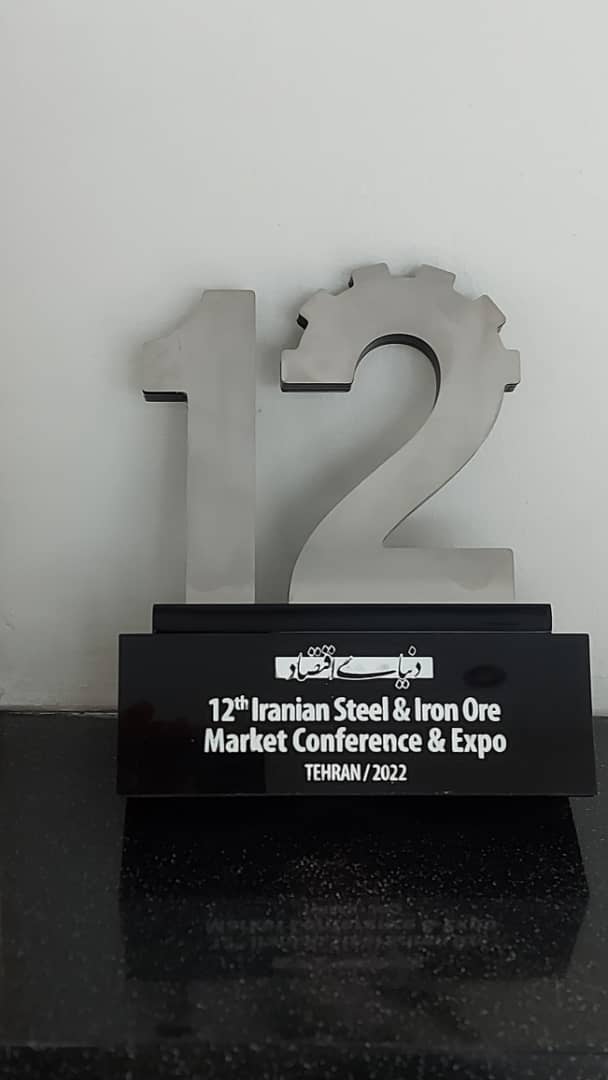 12
دنیای اقتصاد
12th Iranian Steel & Iron Ore
Market Conference & Expo
TEHRAN / 2022